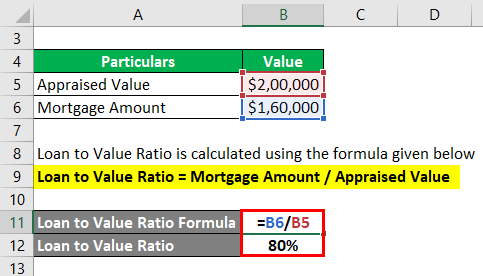 A B C D
3
4 Particulars Value
5 Appraised Value $2,00,000
6 Mortgage Amount $1,60,000
7
8 Loan to Value Ratio is calculated using the formula given below
9 Loan to Value Ratio = Mortgage Amount / Appraised Value
10
11 Loan to Value Ratio Formula =B6/B5
12 Loan to Value Ratio 80%
13